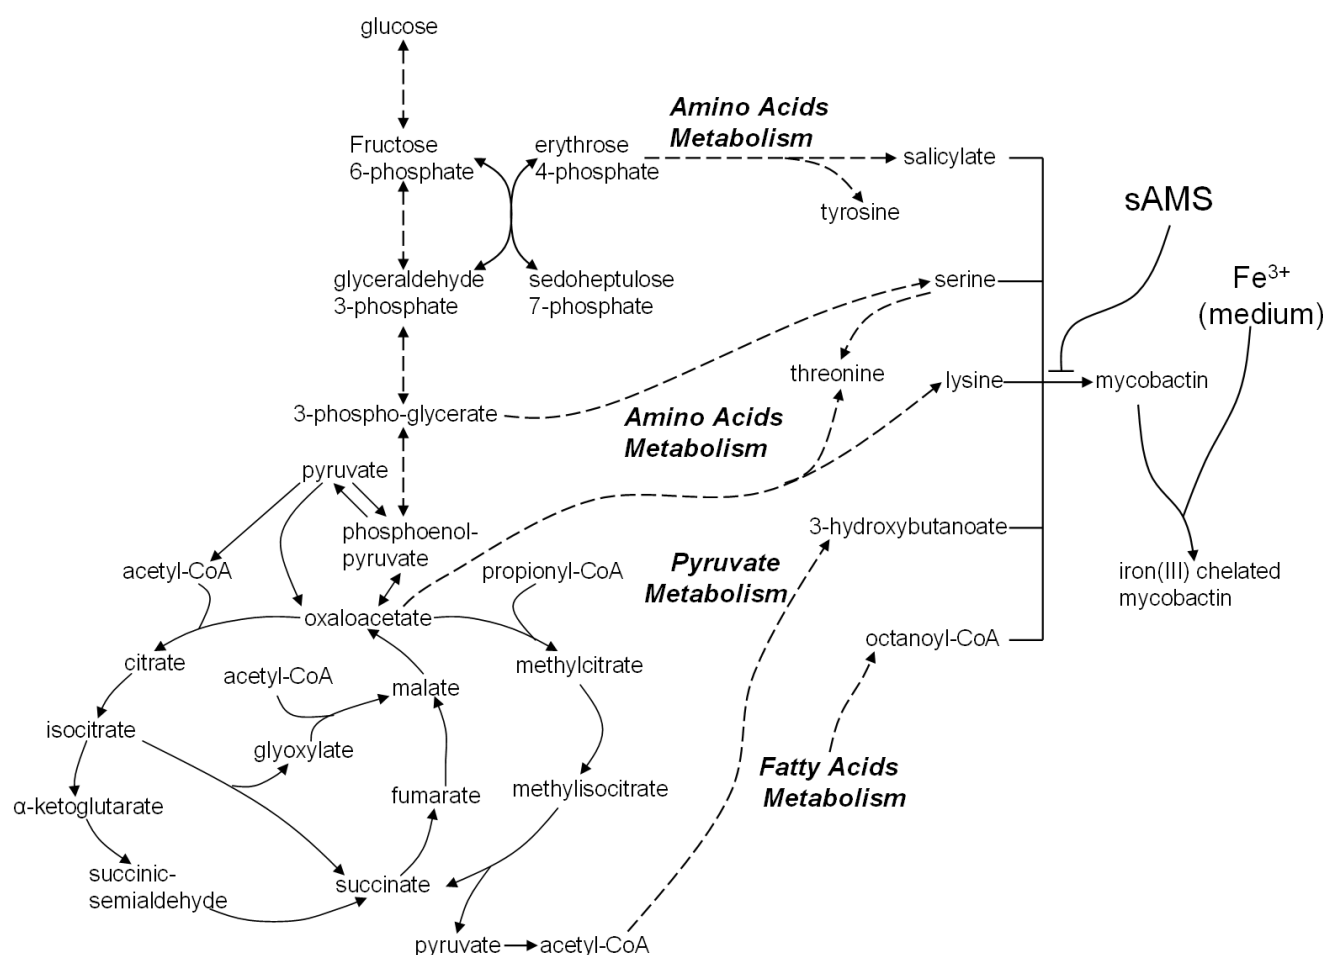 glucose
Amino Acids
Metabolism
Fructose
6-phosphate
erythrose
4-phosphate
salicylate
tyrosine
sAMS
glyceraldehyde
3-phosphate
sedoheptulose
7-phosphate
serine
Fe³⁺
(medium)
threonine
lysine
mycobactin
3-phospho-glycerate
Amino Acids
Metabolism
pyruvate
phosphoenol-
pyruvate
3-hydroxybutanoate
acetyl-CoA
propionyl-CoA
Pyruvate
Metabolism
iron(III) chelated
mycobactin
oxaloacetate
octanoyl-CoA
citrate
acetyl-CoA
malate
methylcitrate
isocitrate
glyoxylate
fumarate
methylisocitrate
Fatty Acids
Metabolism
α-ketoglutarate
succinic-
semialdehyde
succinate
pyruvate
acetyl-CoA